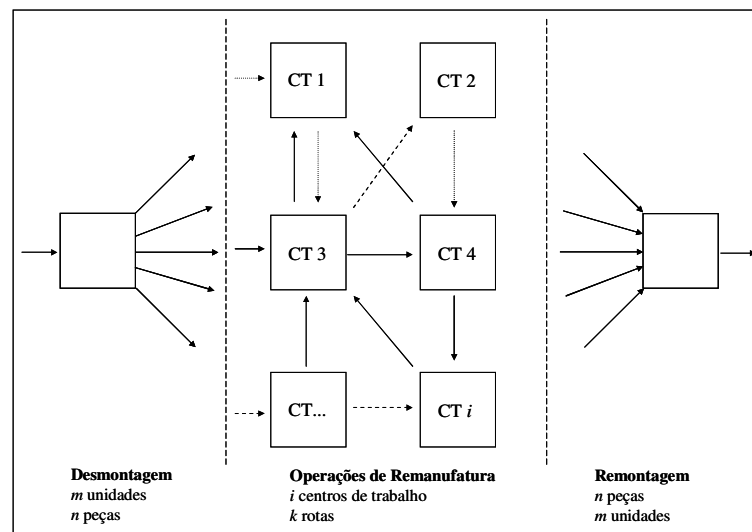 CT 1
CT 2
CT 3
CT 4
CT...
CT i
Desmontagem
m unidades
n peças
Operações de Remanufatura
i centros de trabalho
k rotas
Remontagem
n peças
m unidades